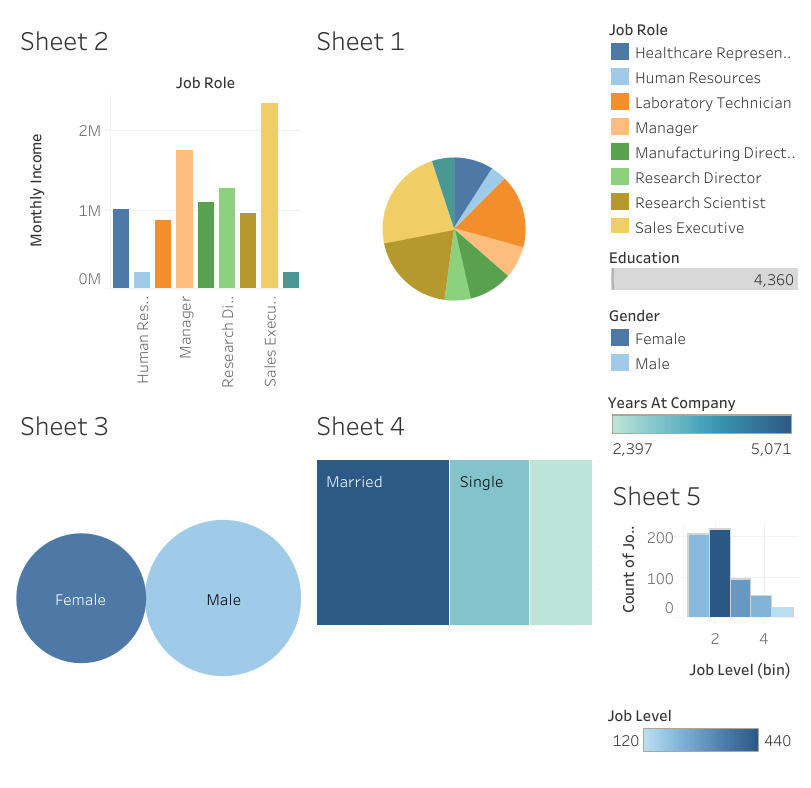 Sheet 2
Job Role
Monthly Income
2M
1M
0M
Human Res..
Manager
Research Di..
Sales Execu..
Sheet 1
Job Role
Healthcare Represen..
Human Resources
Laboratory Technician
Manager
Manufacturing Direct..
Research Director
Research Scientist
Sales Executive
Education
4,360
Gender
Female
Male
Years At Company
2,397 5,071
Sheet 3
Female Male
Sheet 4
Married Single
Sheet 5
Count of Jo..
200
100
0
2 4
Job Level (bin)
Job Level
120 440